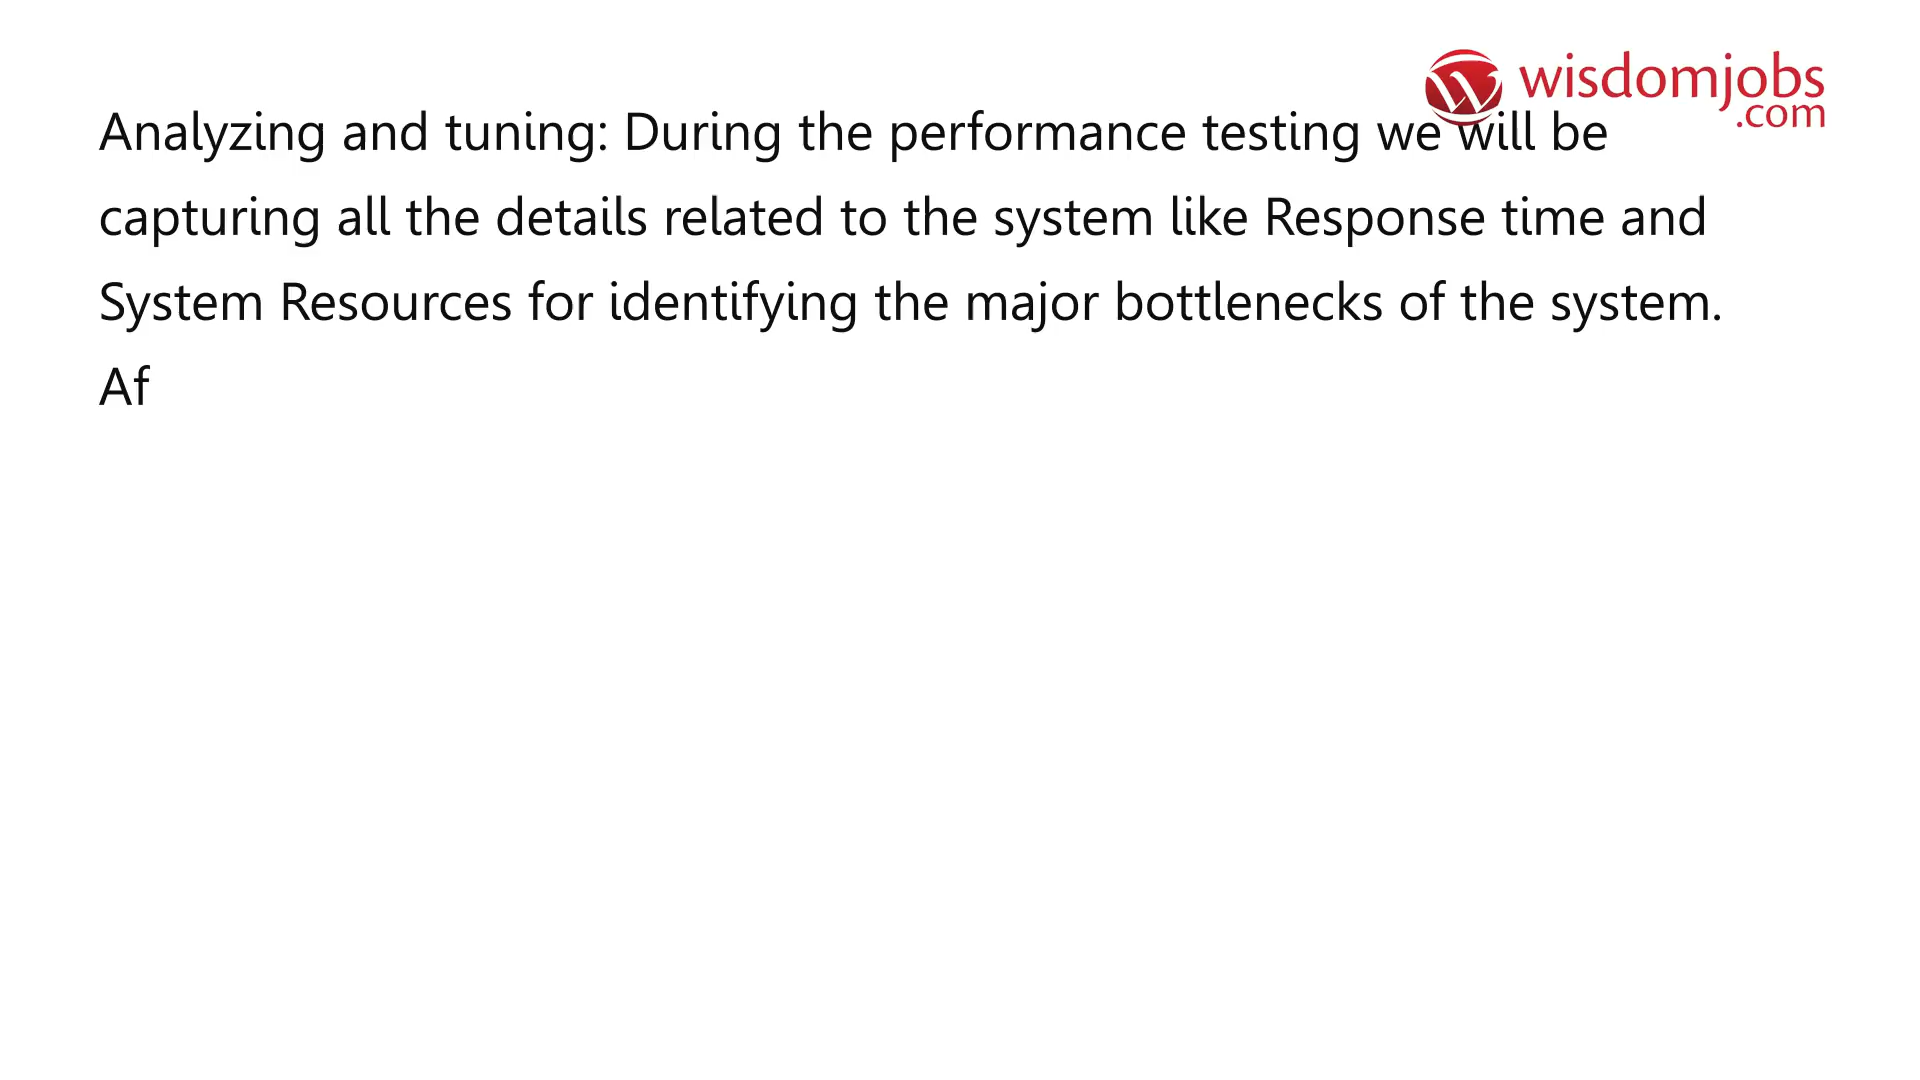 wisdomjobs
.com
Analyzing and tuning: During the performance testing we will be
capturing all the details related to the system like Response time and
System Resources for identifying the major bottlenecks of the system.
Af